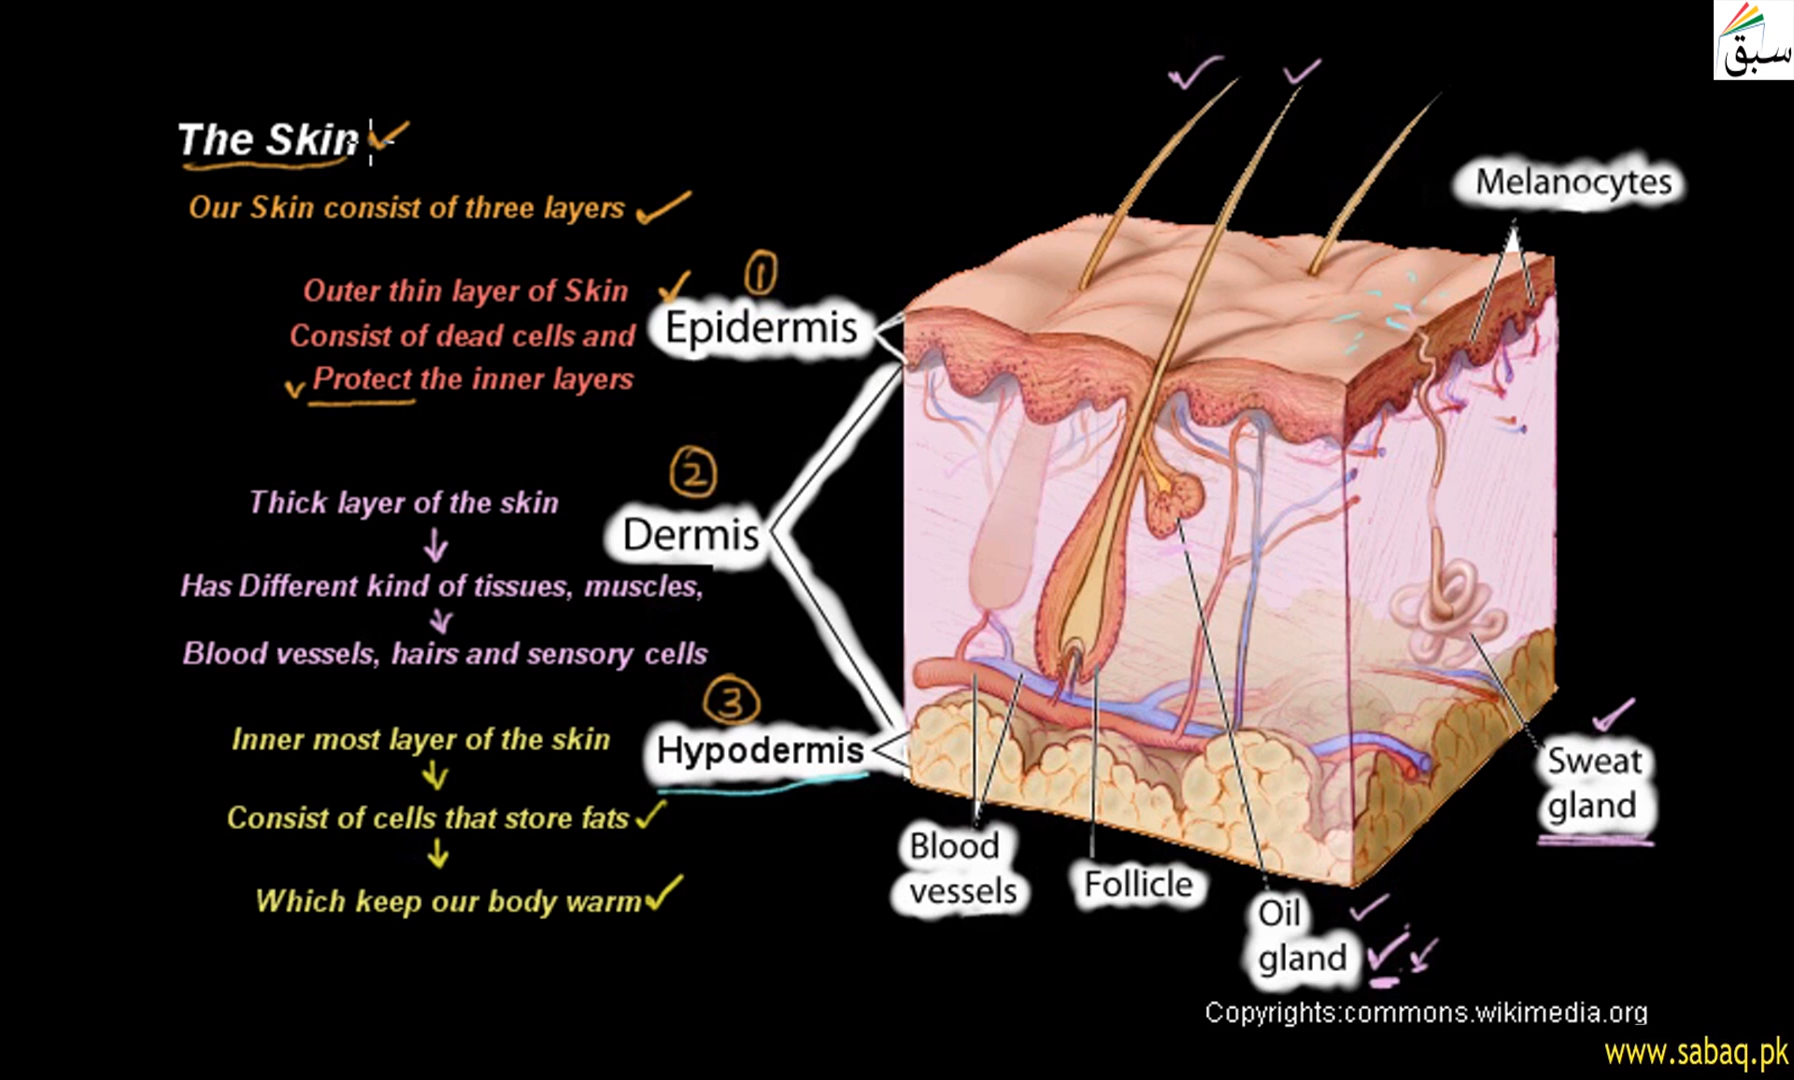 سبق
The Skin
Our Skin consist of three layers
1
Outer thin layer of Skin
Consist of dead cells and
Protect the inner layers
Epidermis
2
Thick layer of the skin
Dermis
Has Different kind of tissues, muscles,
Blood vessels, hairs and sensory cells
3
Inner most layer of the skin
Hypodermis
Consist of cells that store fats
Which keep our body warm
Melanocytes
Sweat
gland
Blood
vessels
Follicle
Oil
gland
Copyrights:commons.wikimedia.org
www.sabaq.pk